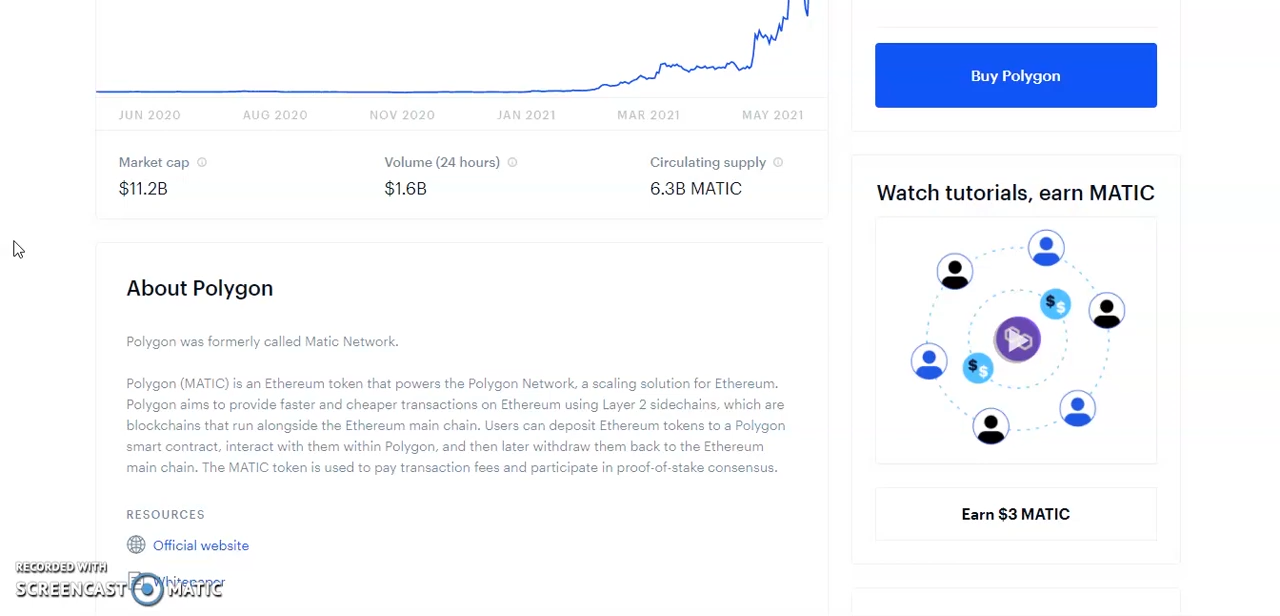 Buy Polygon
JUN 2020 AUG 2020 NOV 2020 JAN 2021 MAR 2021 MAY 2021
Market cap Volume (24 hours) Circulating supply
$11.2B $1.6B 6.3B MATIC
Watch tutorials, earn MATIC
$ $
$ $
Earn $3 MATIC
About Polygon
Polygon was formerly called Matic Network.
Polygon (MATIC) is an Ethereum token that powers the Polygon Network, a scaling solution for Ethereum.
Polygon aims to provide faster and cheaper transactions on Ethereum using Layer 2 sidechains, which are
blockchains that run alongside the Ethereum main chain. Users can deposit Ethereum tokens to a Polygon
smart contract, interact with them within Polygon, and then later withdraw them back to the Ethereum
main chain. The MATIC token is used to pay transaction fees and participate in proof-of-stake consensus.
RESOURCES
Official website
Whitepaper
RECORDED WITH
SCREENCAST MATIC